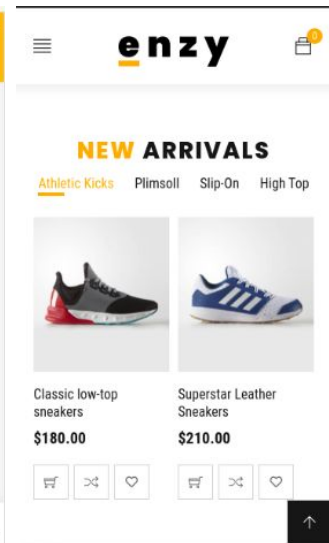 enzy
0
NEW ARRIVALS
Athletic Kicks Plimsoll Slip-On High Top
Classic low-top
sneakers
$180.00
Superstar Leather
Sneakers
$210.00